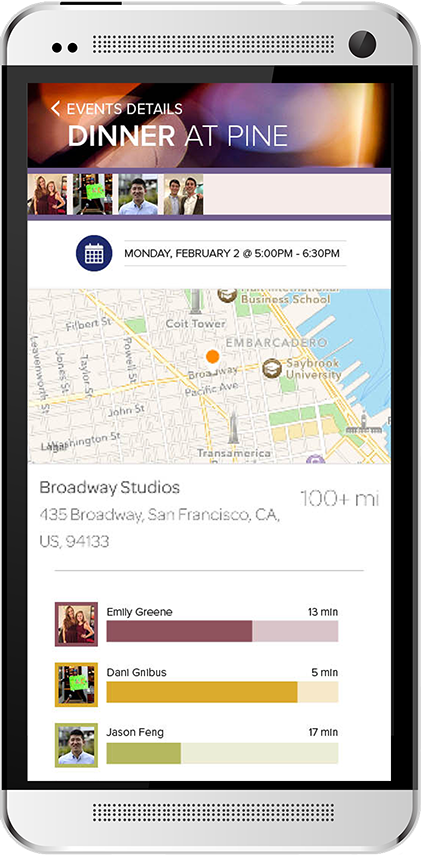 EVENTS DETAILS
DINNER AT PINE
MONDAY, FEBRUARY 2 @ 5:00PM - 6:30PM
International
Business School
Filbert St
Coit Tower
Powell St
EMBARCADERO
Leavenworth St
Jones St
Taylor St
Broadway
Saybrook
University
Pacific Ave
John St
Washington St
Legal
Transamerica
Broadway Studios
100+ mi
435 Broadway, San Francisco, CA,
US, 94133
Emily Greene
13 min
Dani Gnibus
5 min
Jason Feng
17 min